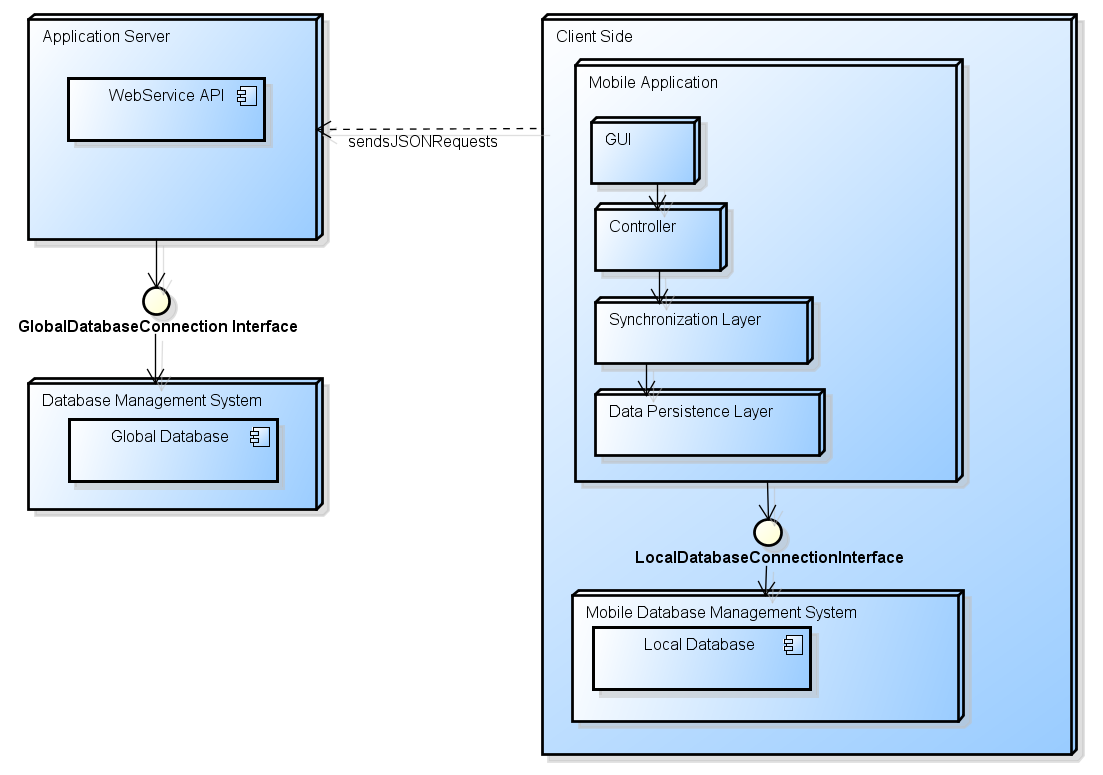 Application Server
WebService API
sendsJSONRequests
GlobalDatabaseConnection Interface
Database Management System
Global Database
Client Side
Mobile Application
GUI
Controller
Synchronization Layer
Data Persistence Layer
LocalDatabaseConnectionInterface
Mobile Database Management System
Local Database